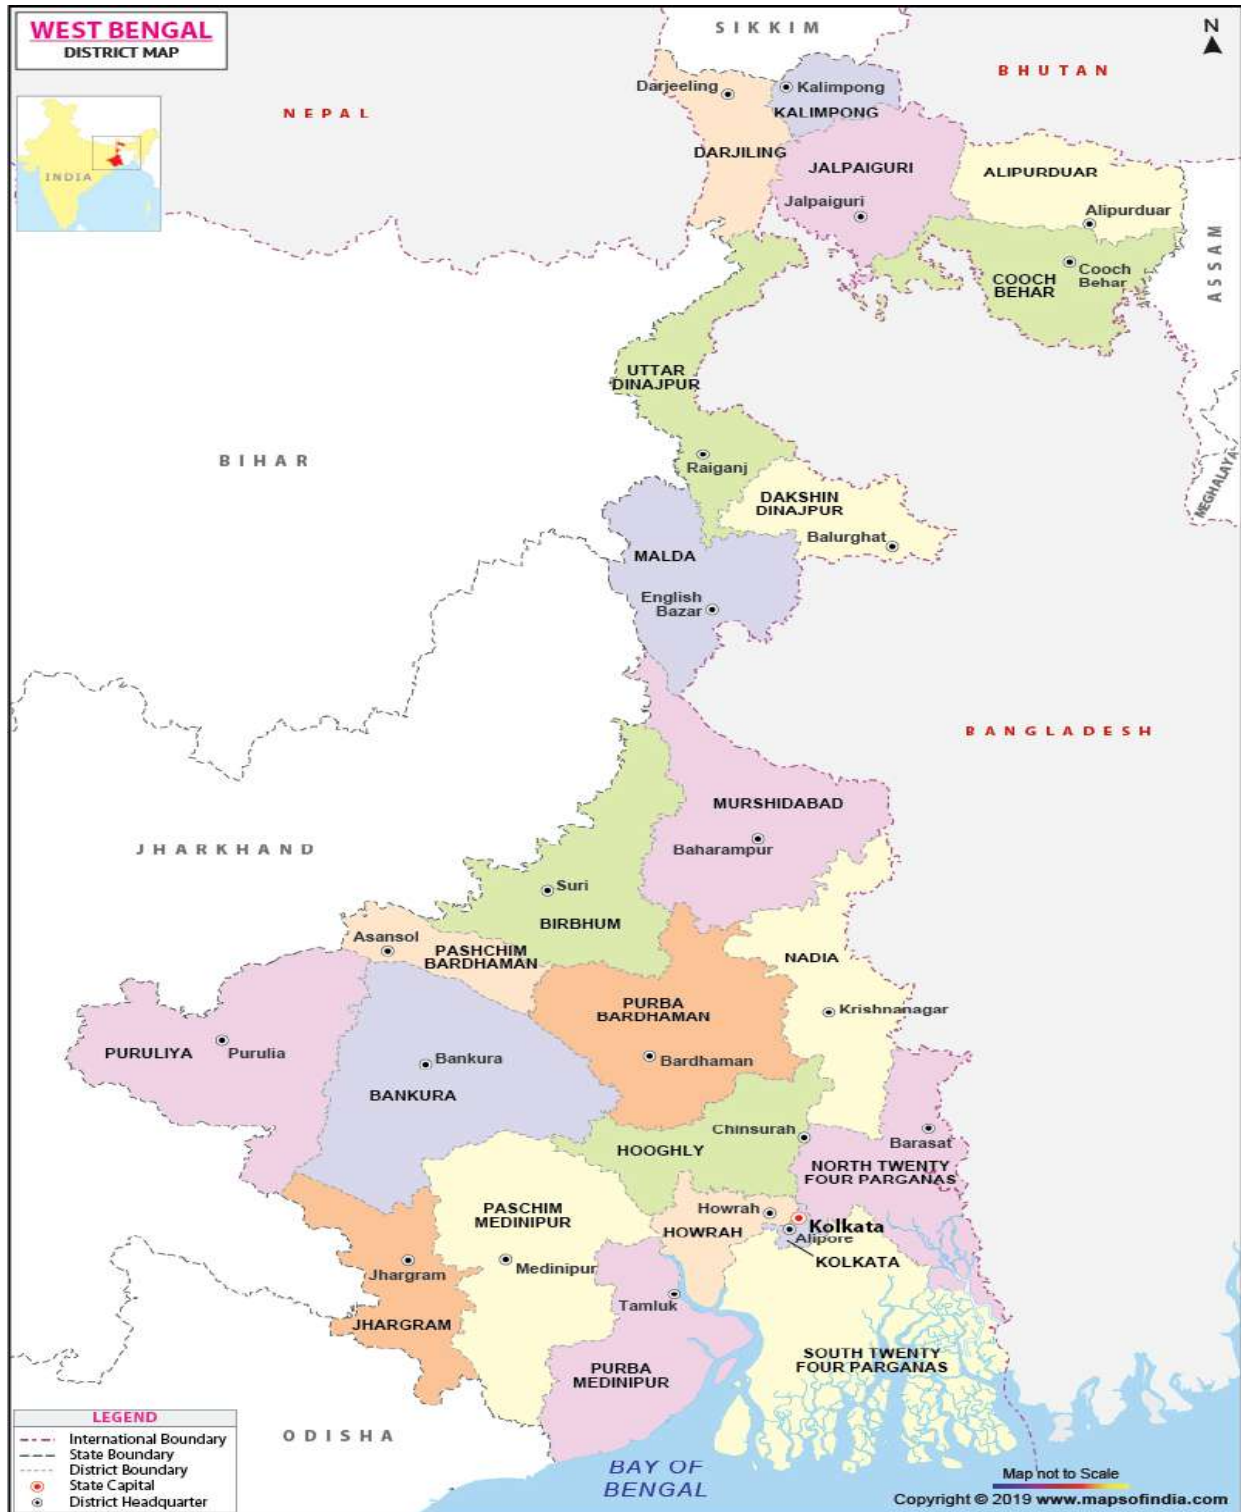 WEST BENGAL
DISTRICT MAP
SIKKIM
N
BHUTAN
NEPAL
INDIA
Darjeeling
Kalimpong
KALIMPONG
DARJILING
JALPAIGURI
ALIPURDUAR
Jalpaiguri
Alipurduar
ASSAM
COOCH
BEHAR
Cooch
Behar
UTTAR
DINAJPUR
BIHAR
Raiganj
MEGHALAYA
DAKSHIN
DINAJPUR
Balurghat
MALDA
English
Bazar
BANGLADESH
MURSHIDABAD
Baharampur
JHARKHAND
Suri
BIRBHUM
Asansol
PASHCHIM
BARDHAMAN
NADIA
PURBA
BARDHAMAN
Krishnanagar
PURULIYA
Purulia
Bankura
BANKURA
Bardhaman
Chinsurah
HOOGHLY
Barasat
NORTH TWENTY
FOUR PARGANAS
PASCHIM
MEDINIPUR
Howrah
HOWRAH
Kolkata
Alipore
KOLKATA
Jhargram
JHARGRAM
Medinipur
Tamluk
SOUTH TWENTY
FOUR PARGANAS
PURBA
MEDINIPUR
ODISHA
BAY OF
BENGAL
LEGEND
International Boundary
State Boundary
District Boundary
State Capital
District Headquarter
Map not to Scale
Copyright © 2019 www.mapsofindia.com